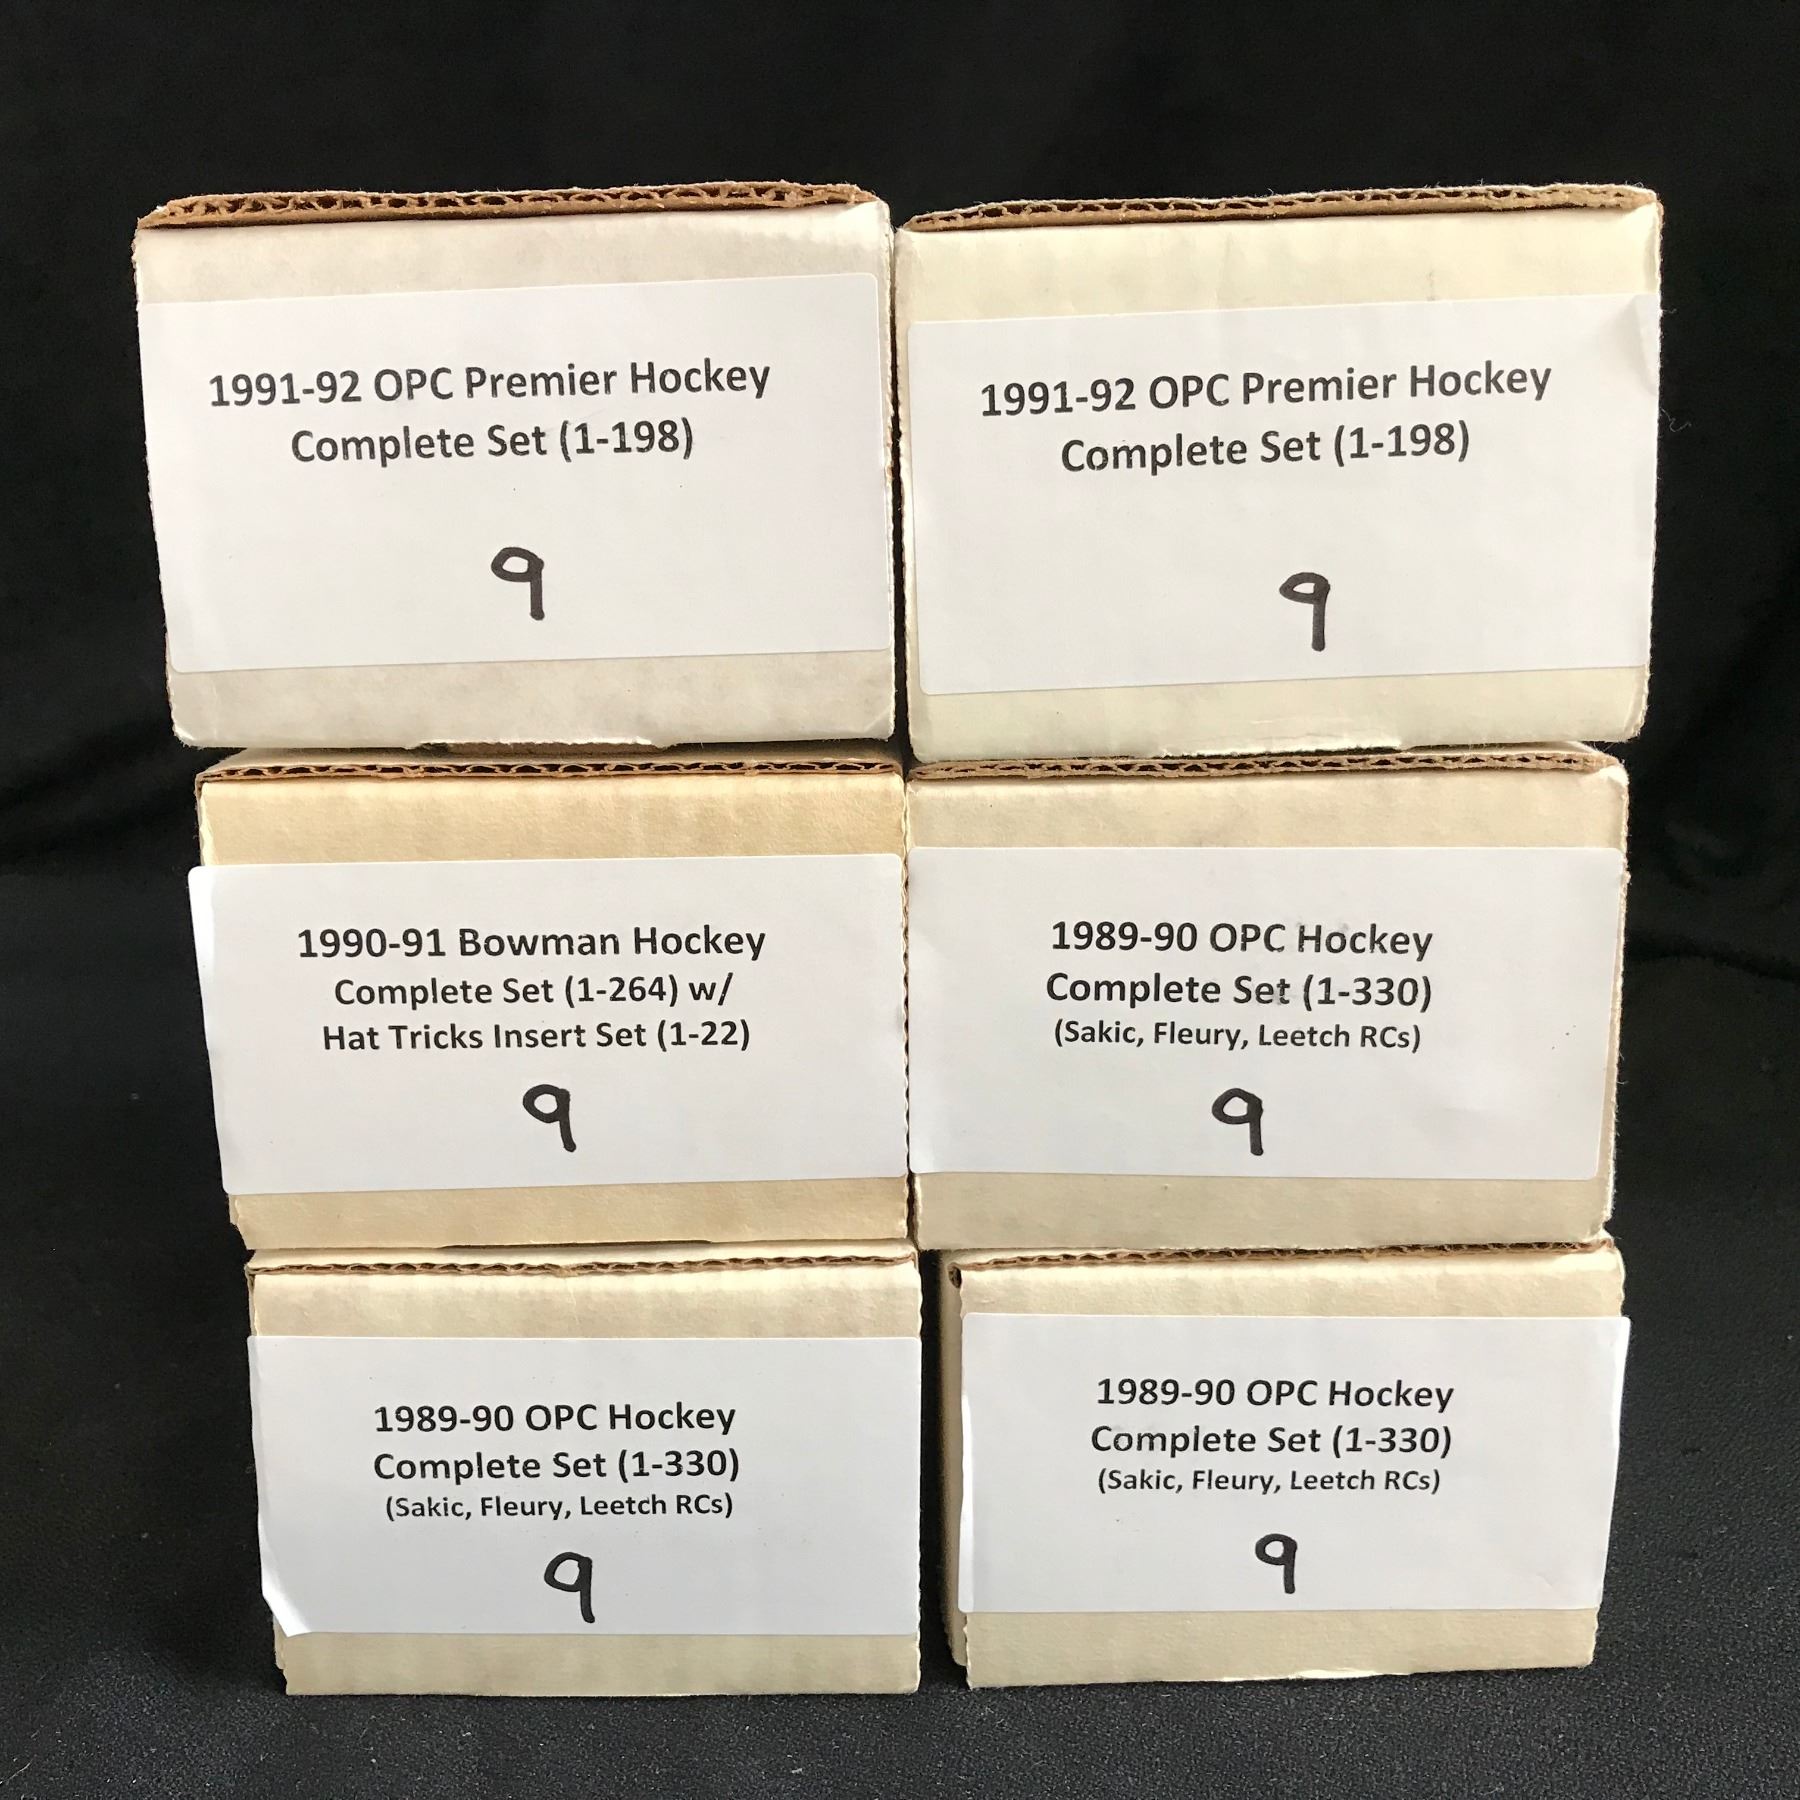 1991-92 OPC Premier Hockey
Complete Set (1-198)
9
1991-92 OPC Premier Hockey
Complete Set (1-198)
9
1990-91 Bowman Hockey
Complete Set (1-264) w/
Hat Tricks Insert Set (1-22)
9
1989-90 OPC Hockey
Complete Set (1-330)
(Sakic, Fleury, Leetch RCs)
9
1989-90 OPC Hockey
Complete Set (1-330)
(Sakic, Fleury, Leetch RCs)
9
1989-90 OPC Hockey
Complete Set (1-330)
(Sakic, Fleury, Leetch RCs)
9